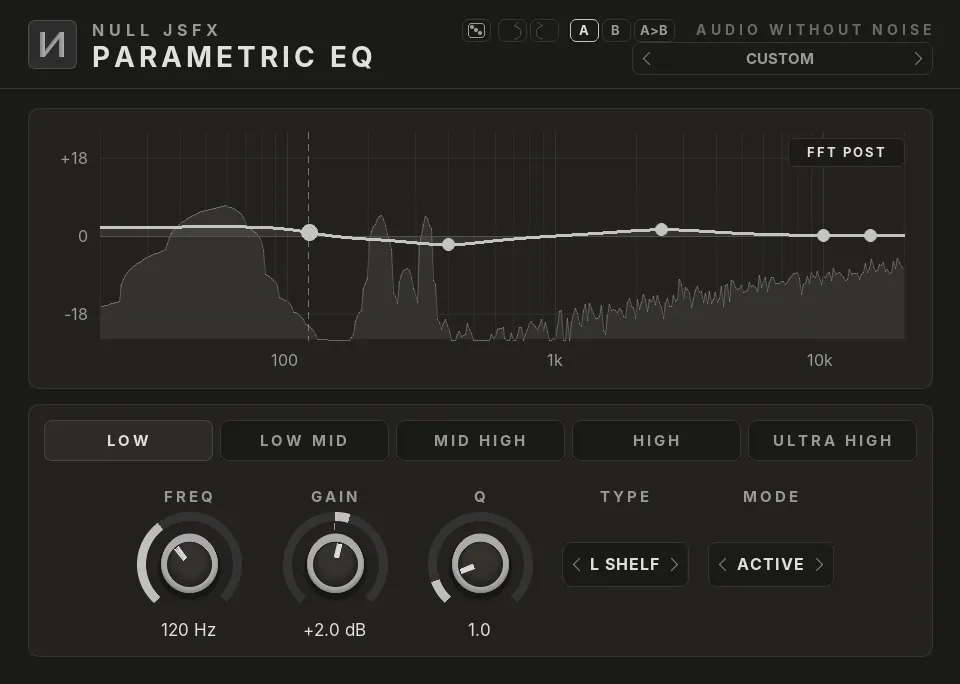 NULL JSFX
PARAMETRIC EQ
A B A>B
AUDIO WITHOUT NOISE
CUSTOM
FFT POST
+18
0
-18
100 1k 10k
LOW LOW MID MID HIGH HIGH ULTRA HIGH
FREQ GAIN Q TYPE MODE
L SHELF ACTIVE
120 Hz +2.0 dB 1.0